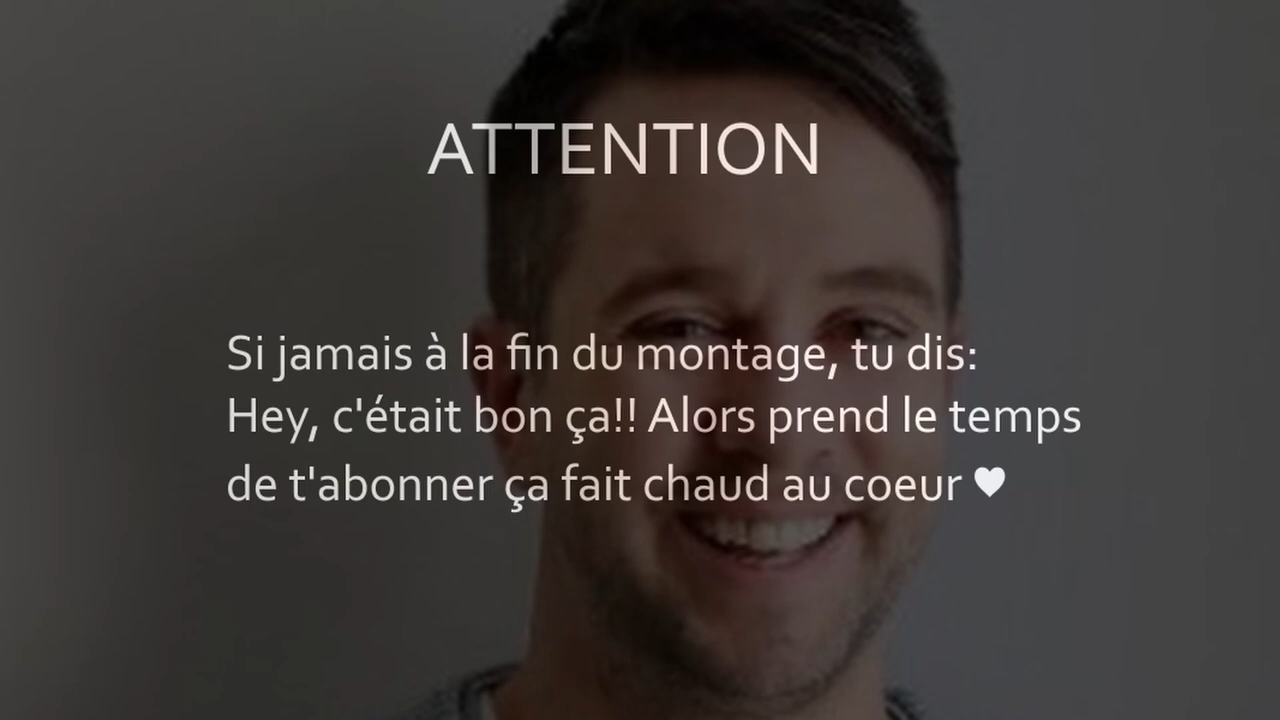 ATTENTION
Si jamais à la fin du montage, tu dis:
Hey, c'était bon ça!! Alors prend le temps
de t'abonner ça fait chaud au coeur ♥